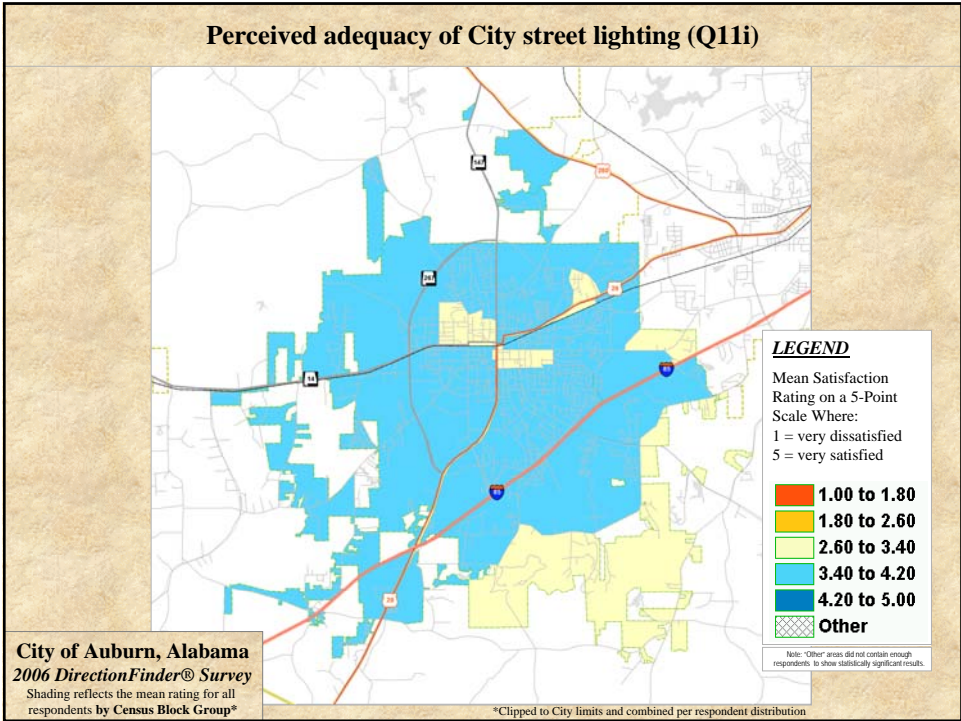 Perceived adequacy of City street lighting (Q11i)
147
280
267
29
14
85
85
29
LEGEND
Mean Satisfaction
Rating on a 5-Point
Scale Where:
1 = very dissatisfied
5 = very satisfied
1.00 to 1.80
1.80 to 2.60
2.60 to 3.40
3.40 to 4.20
4.20 to 5.00
Other
Note: "Other" areas did not contain enough
respondents to show statistically significant results.
City of Auburn, Alabama
2006 DirectionFinder® Survey
Shading reflects the mean rating for all
respondents by Census Block Group*
*Clipped to City limits and combined per respondent distribution